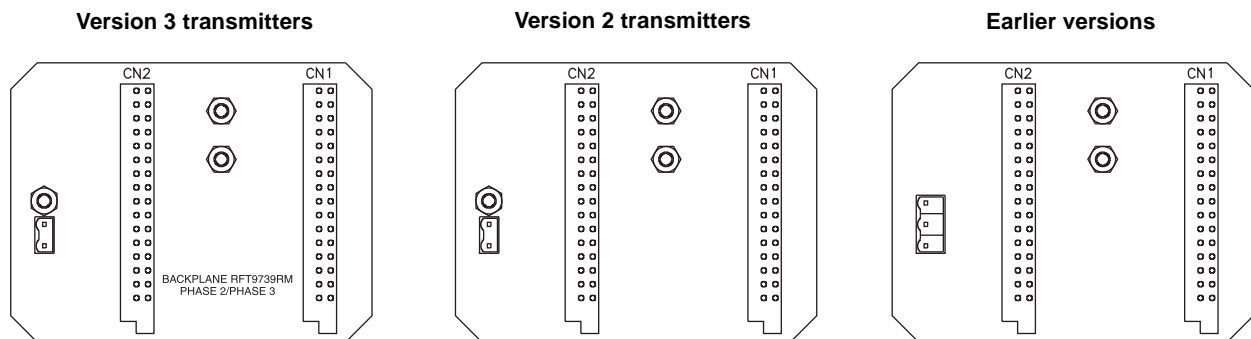 Version 3 transmitters
Version 2 transmitters
Earlier versions
CN2
CN1
CN2
CN1
CN2
CN1
BACKPLANE RFT9739RM
PHASE 2/PHASE 3